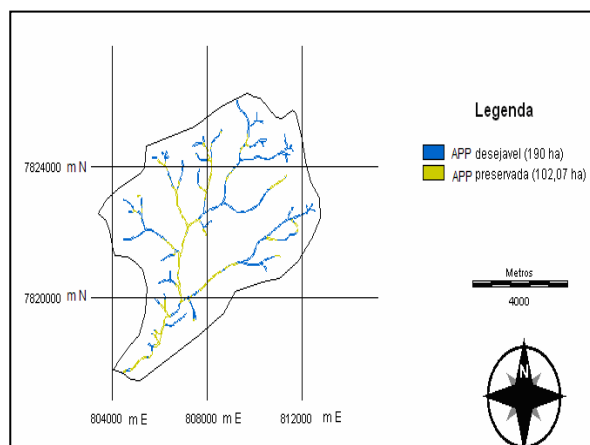 Legenda
APP desejavel (190 ha)
APP preservada (102,07 ha)
7824000 m N
7820000 m N
Metros
4000
N
804000 m E
808000 m E
812000 m E